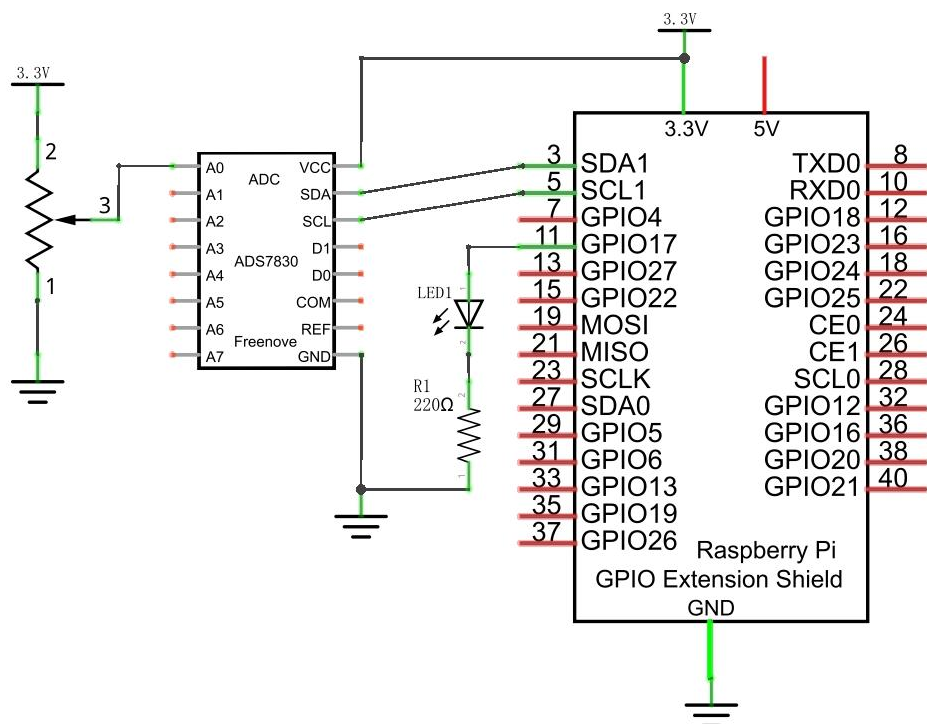 3.3V
2
3
1
A0
A1
A2
A3
A4
A5
A6
A7
ADC
ADS7830
Freenove
VCC
SDA
SCL
D1
D0
COM
REF
GND
1
LED1
2
R1
220Ω
2
1
3.3V
3.3V
5V
3 SDA1
5 SCL1
7 GPIO4
11 GPIO17
13 GPIO27
15 GPIO22
19 MOSI
21 MISO
23 SCLK
27 SDA0
29 GPIO5
31 GPIO6
33 GPIO13
35 GPIO19
37 GPIO26
TXD0 8
RXD0 10
GPIO18 12
GPIO23 16
GPIO24 18
GPIO25 22
CE0 24
CE1 26
SCL0 28
GPIO12 32
GPIO16 36
GPIO20 38
GPIO21 40
Raspberry Pi
GPIO Extension Shield
GND